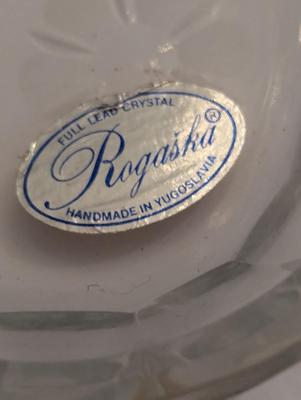 FULL LEAD CRYSTAL
Rogaška®
HANDMADE IN YUGOSLAVIA